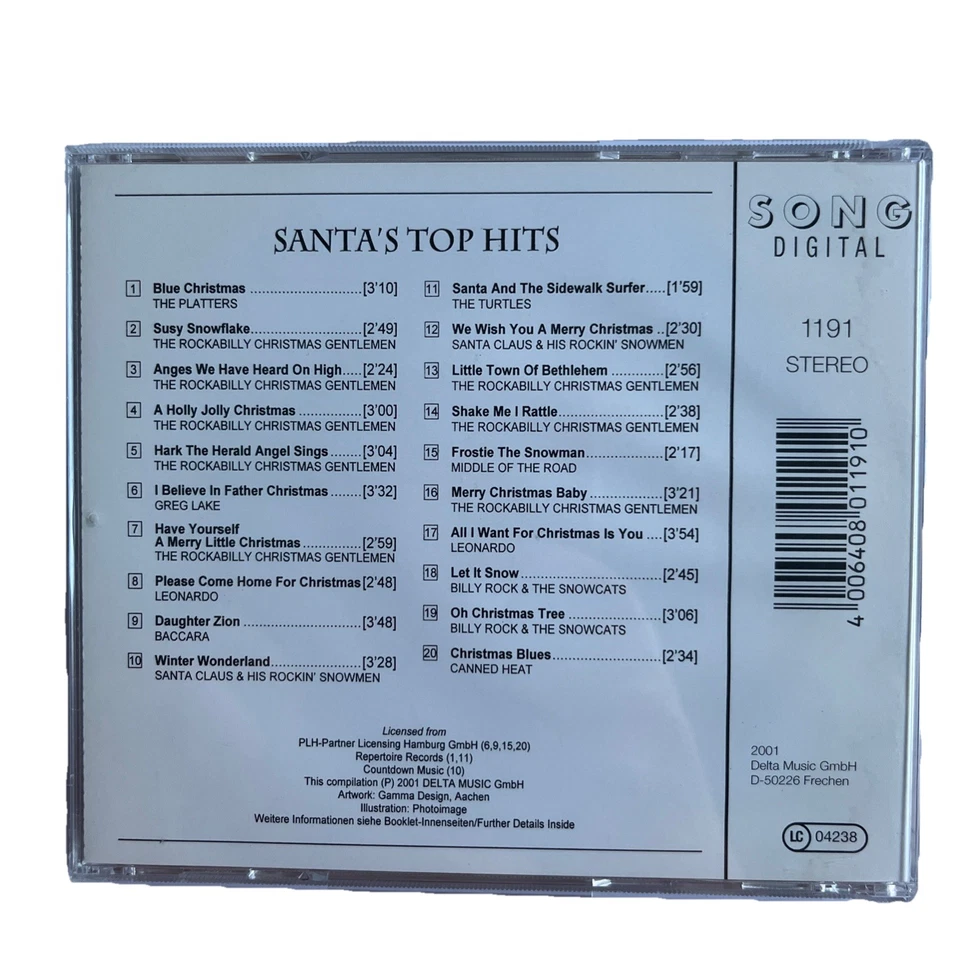 SANTA'S TOP HITS
1 Blue Christmas ............................[3'10]
THE PLATTERS
2 Susy Snowflake............................[2'49]
THE ROCKABILLY CHRISTMAS GENTLEMEN
3 Anges We Have Heard On High.....[2'24]
THE ROCKABILLY CHRISTMAS GENTLEMEN
4 A Holly Jolly Christmas ................[3'00]
THE ROCKABILLY CHRISTMAS GENTLEMEN
5 Hark The Herald Angel Sings ........[3'04]
THE ROCKABILLY CHRISTMAS GENTLEMEN
6 I Believe In Father Christmas ........[3'32]
GREG LAKE
7 Have Yourself
A Merry Little Christmas ...............[2'59]
THE ROCKABILLY CHRISTMAS GENTLEMEN
8 Please Come Home For Christmas[2'48]
LEONARDO
9 Daughter Zion ..............................[3'48]
BACCARA
10 Winter Wonderland.......................[3'28]
SANTA CLAUS & HIS ROCKIN' SNOWMEN
11 Santa And The Sidewalk Surfer.....[1'59]
THE TURTLES
12 We Wish You A Merry Christmas ..[2'30]
SANTA CLAUS & HIS ROCKIN' SNOWMEN
13 Little Town Of Bethlehem .............[2'56]
THE ROCKABILLY CHRISTMAS GENTLEMEN
14 Shake Me I Rattle...........................[2'38]
THE ROCKABILLY CHRISTMAS GENTLEMEN
15 Frostie The Snowman....................[2'17]
MIDDLE OF THE ROAD
16 Merry Christmas Baby ...................[3'21]
THE ROCKABILLY CHRISTMAS GENTLEMEN
17 All I Want For Christmas Is You ....[3'54]
LEONARDO
18 Let It Snow....................................[2'45]
BILLY ROCK & THE SNOWCATS
19 Oh Christmas Tree ........................[3'06]
BILLY ROCK & THE SNOWCATS
20 Christmas Blues............................[2'34]
CANNED HEAT
Licensed from
PLH-Partner Licensing Hamburg GmbH (6,9,15,20)
Repertoire Records (1,11)
Countdown Music (10)
This compilation (P) 2001 DELTA MUSIC GmbH
Artwork: Gamma Design, Aachen
Illustration: Photoimage
Weitere Informationen siehe Booklet-Innenseiten/Further Details Inside
SONG
DIGITAL
1191
STEREO
4 006408 011910
2001
Delta Music GmbH
D-50226 Frechen
LC 04238